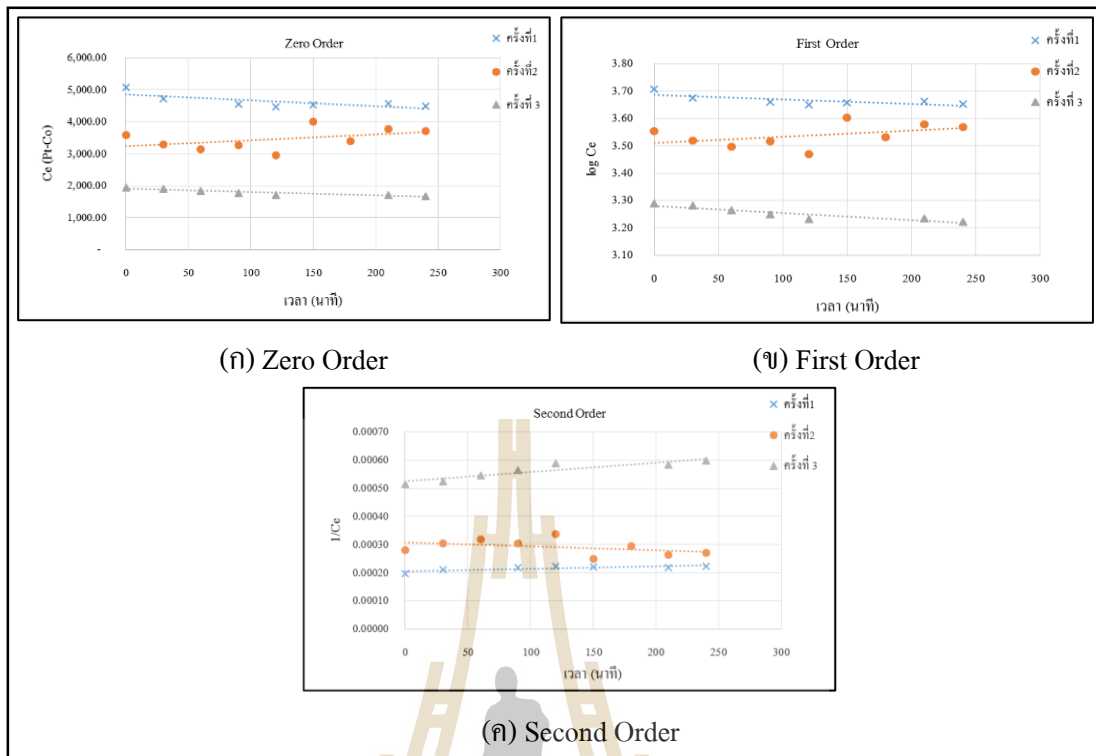 Zero Order
ครั้งที่1
ครั้งที่2
ครั้งที่ 3
6,000.00
5,000.00
4,000.00
3,000.00
2,000.00
1,000.00
-
Ce (Pt-Co)
0 50 100 150 200 250 300
เวลา (นาที)
First Order
ครั้งที่1
ครั้งที่2
ครั้งที่ 3
3.80
3.70
3.60
3.50
3.40
3.30
3.20
3.10
log Ce
0 50 100 150 200 250 300
เวลา (นาที)
(ก) Zero Order
(ข) First Order
Second Order
ครั้งที่1
ครั้งที่2
ครั้งที่ 3
0.00070
0.00060
0.00050
0.00040
0.00030
0.00020
0.00010
0.00000
1/Ce
0 50 100 150 200 250 300
เวลา (นาที)
(ค) Second Order